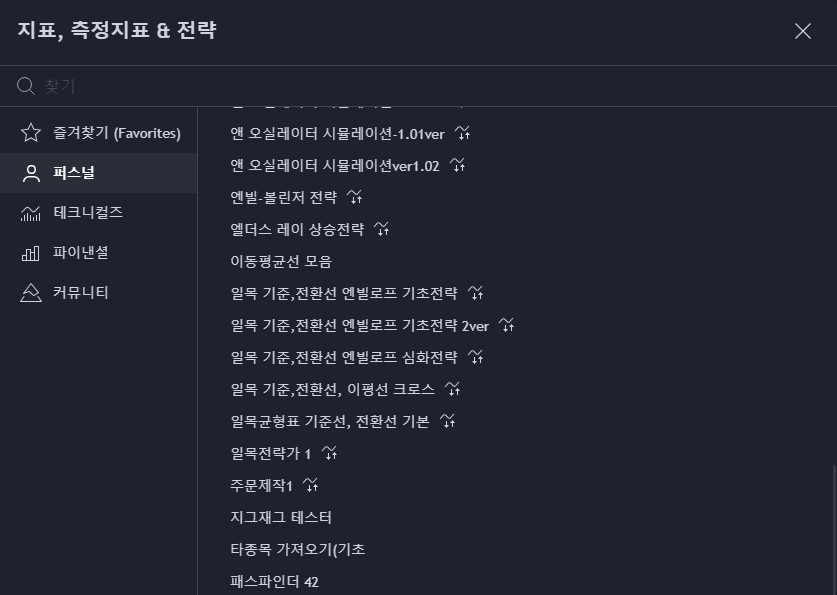 지표, 측정지표 & 전략
찾기
즐겨찾기 (Favorites)
퍼스널
테크니컬즈
파이낸셜
커뮤니티
앤 오실레이터 시뮬레이션-1.01ver
앤 오실레이터 시뮬레이션ver1.02
엔빌-볼린저 전략
엘더스 레이 상승전략
이동평균선 모음
일목 기준,전환선 엔빌로프 기초전략
일목 기준,전환선 엔빌로프 기초전략 2ver
일목 기준,전환선 엔빌로프 심화전략
일목 기준,전환선, 이평선 크로스
일목균형표 기준선, 전환선 기본
일목전략가 1
주문제작1
지그재그 테스터
타종목 가져오기(기초
패스파인더 42